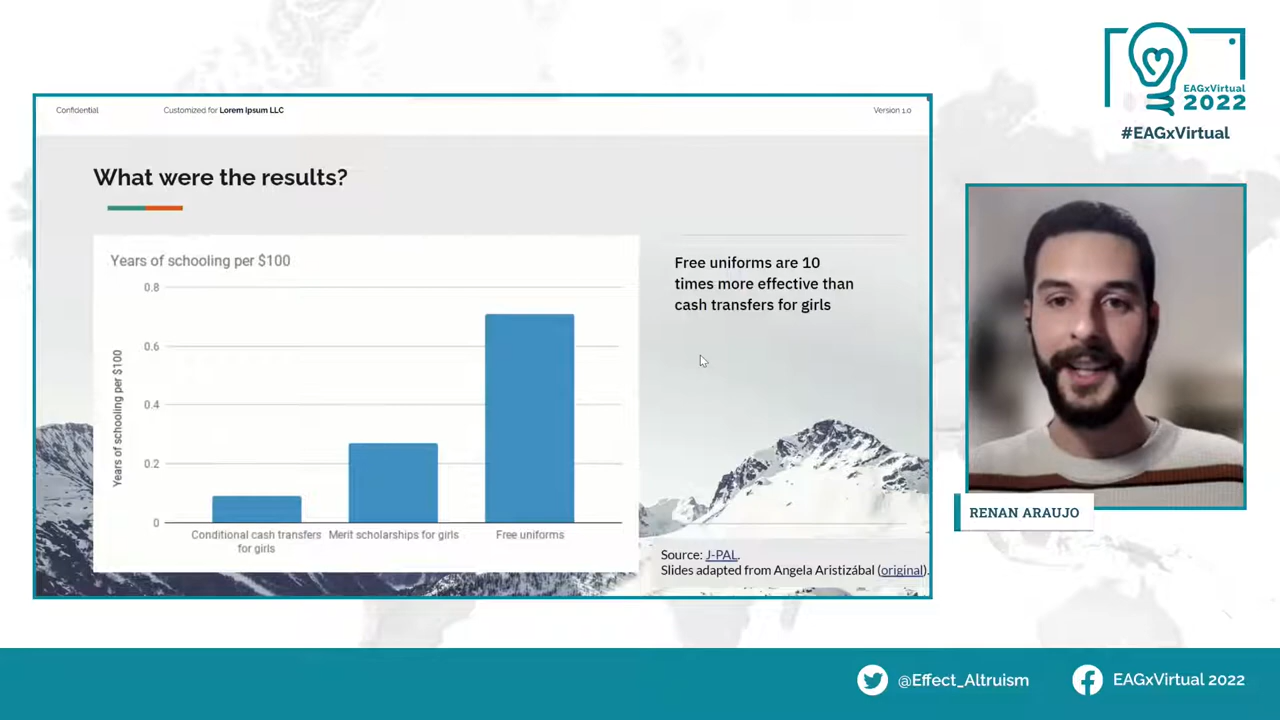 EAGxVirtual
2022
#EAGxVirtual
Confidential
Customized for Lorem Ipsum LLC
Version 1.0
What were the results?
Years of schooling per $100
Years of schooling per $100
0.8
0.6
0.4
0.2
0
Conditional cash transfers
for girls
Merit scholarships for girls
Free uniforms
Free uniforms are 10
times more effective than
cash transfers for girls
Source: J-PAL.
Slides adapted from Angela Aristizábal (original).
RENAN ARAUJO
@Effect_Altruism
EAGxVirtual 2022